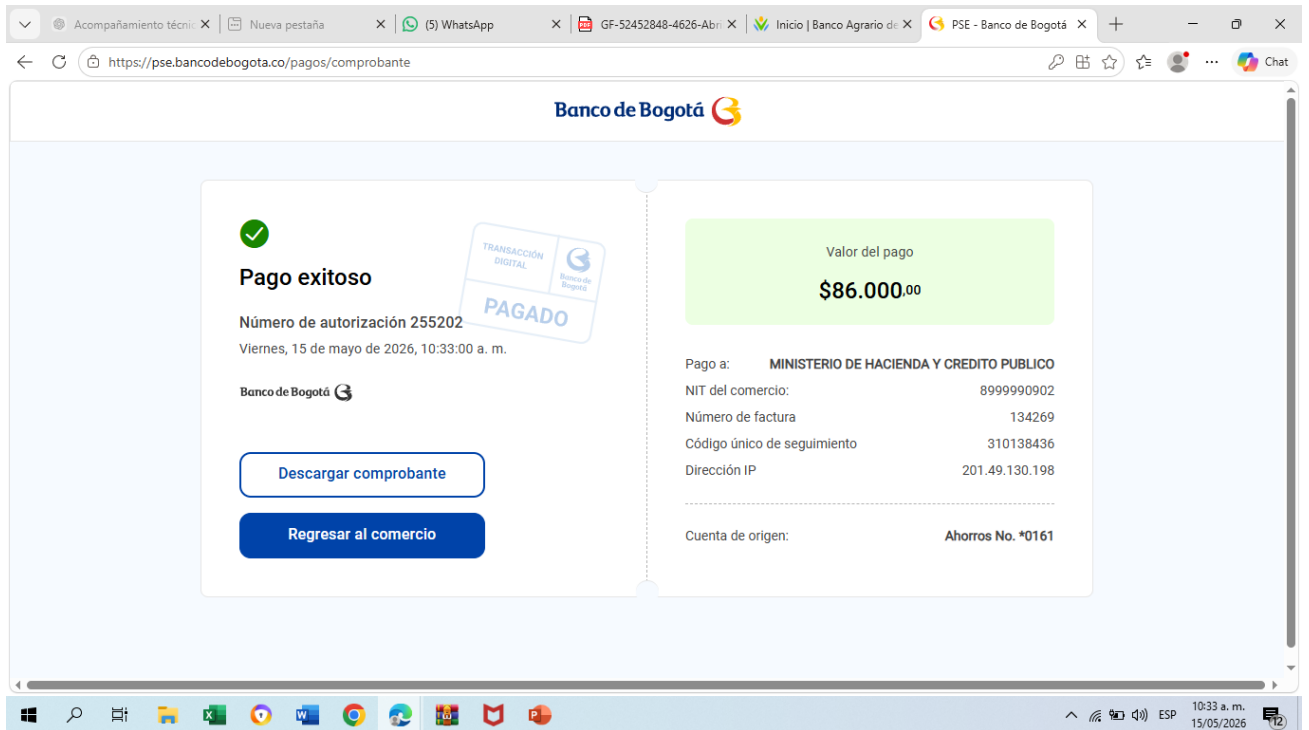 Acompañamiento técnic
Nueva pestaña
(5) WhatsApp
GF-52452848-4626-Abri
Inicio | Banco Agrario de
PSE - Banco de Bogotá
https://pse.bancodebogota.co/pagos/comprobante
Chat
Banco de Bogotá
Pago exitoso
TRANSACCIÓN
DIGITAL
Banco de
Bogotá
PAGADO
Número de autorización 255202
Viernes, 15 de mayo de 2026, 10:33:00 a. m.
Banco de Bogotá
Descargar comprobante
Regresar al comercio
Valor del pago
$86.000,00
Pago a: MINISTERIO DE HACIENDA Y CREDITO PUBLICO
NIT del comercio: 8999990902
Número de factura 134269
Código único de seguimiento 310138436
Dirección IP 201.49.130.198
Cuenta de origen: Ahorros No. *0161
ESP
10:33 a. m.
15/05/2026
12